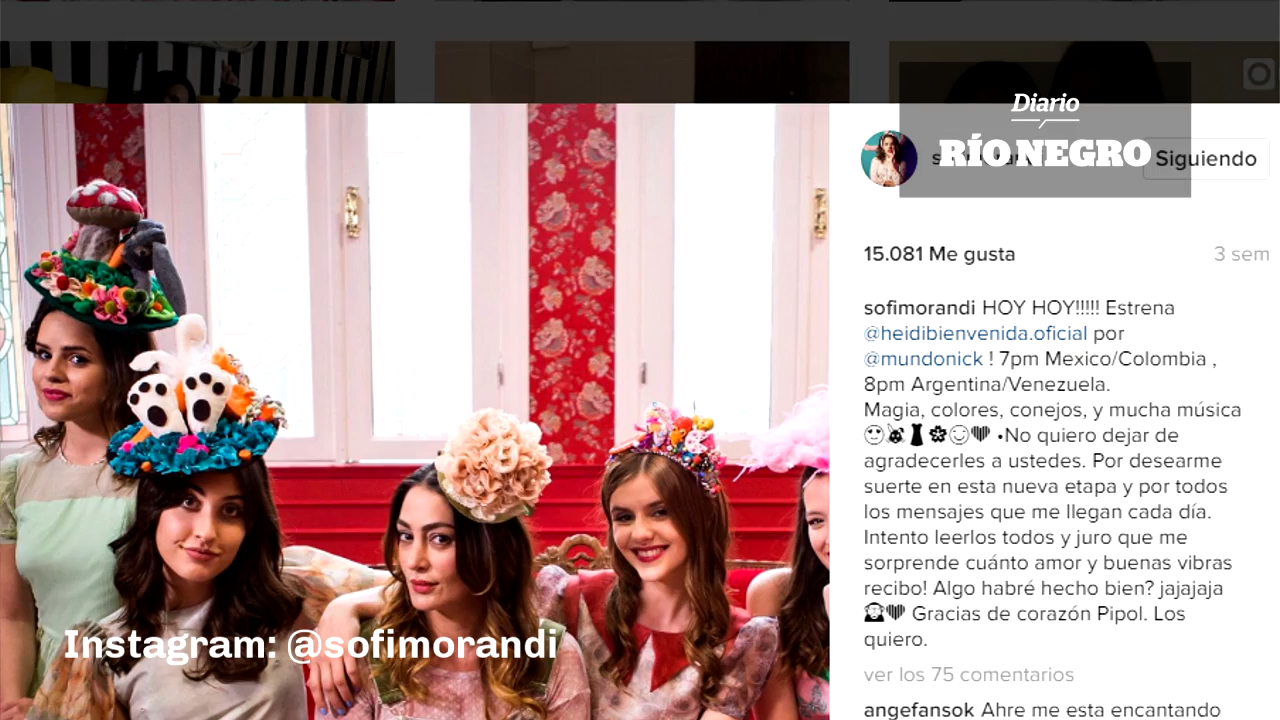 Diario
RÍO NEGRO
Siguiendo
15.081 Me gusta
3 sem
sofimorandi HOY HOY!!!!! Estrena
@heidibienvenida.oficial por
@mundonick ! 7pm Mexico/Colombia ,
8pm Argentina/Venezuela.
Magia, colores, conejos, y mucha música
•No quiero dejar de
agradecerles a ustedes. Por desearme
suerte en esta nueva etapa y por todos
los mensajes que me llegan cada día.
Intento leerlos todos y juro que me
sorprende cuánto amor y buenas vibras
recibo! Algo habré hecho bien? jajajaja
Gracias de corazón Pipol. Los
quiero.
ver los 75 comentarios
angefansok Ahre me esta encantando
Instagram: @sofimorandi